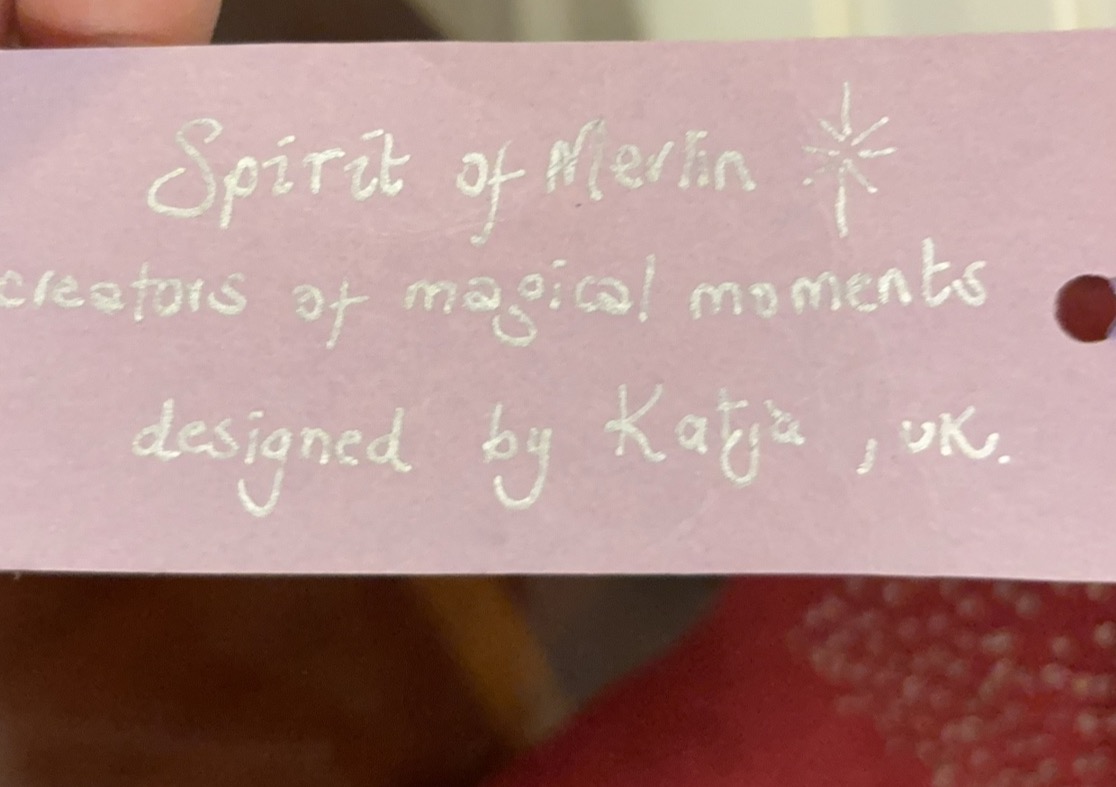 Spirit of Merlin
creators of magical moments
designed by Katja, UK.